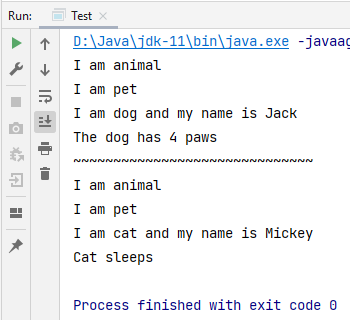 Run: Test
D:\Java\jdk-11\bin\java.exe -javaag
I am animal
I am pet
I am dog and my name is Jack
The dog has 4 paws
~~~~~~~~~~~~~~~~~~~~~~~~~~~~~~
I am animal
I am pet
I am cat and my name is Mickey
Cat sleeps
Process finished with exit code 0